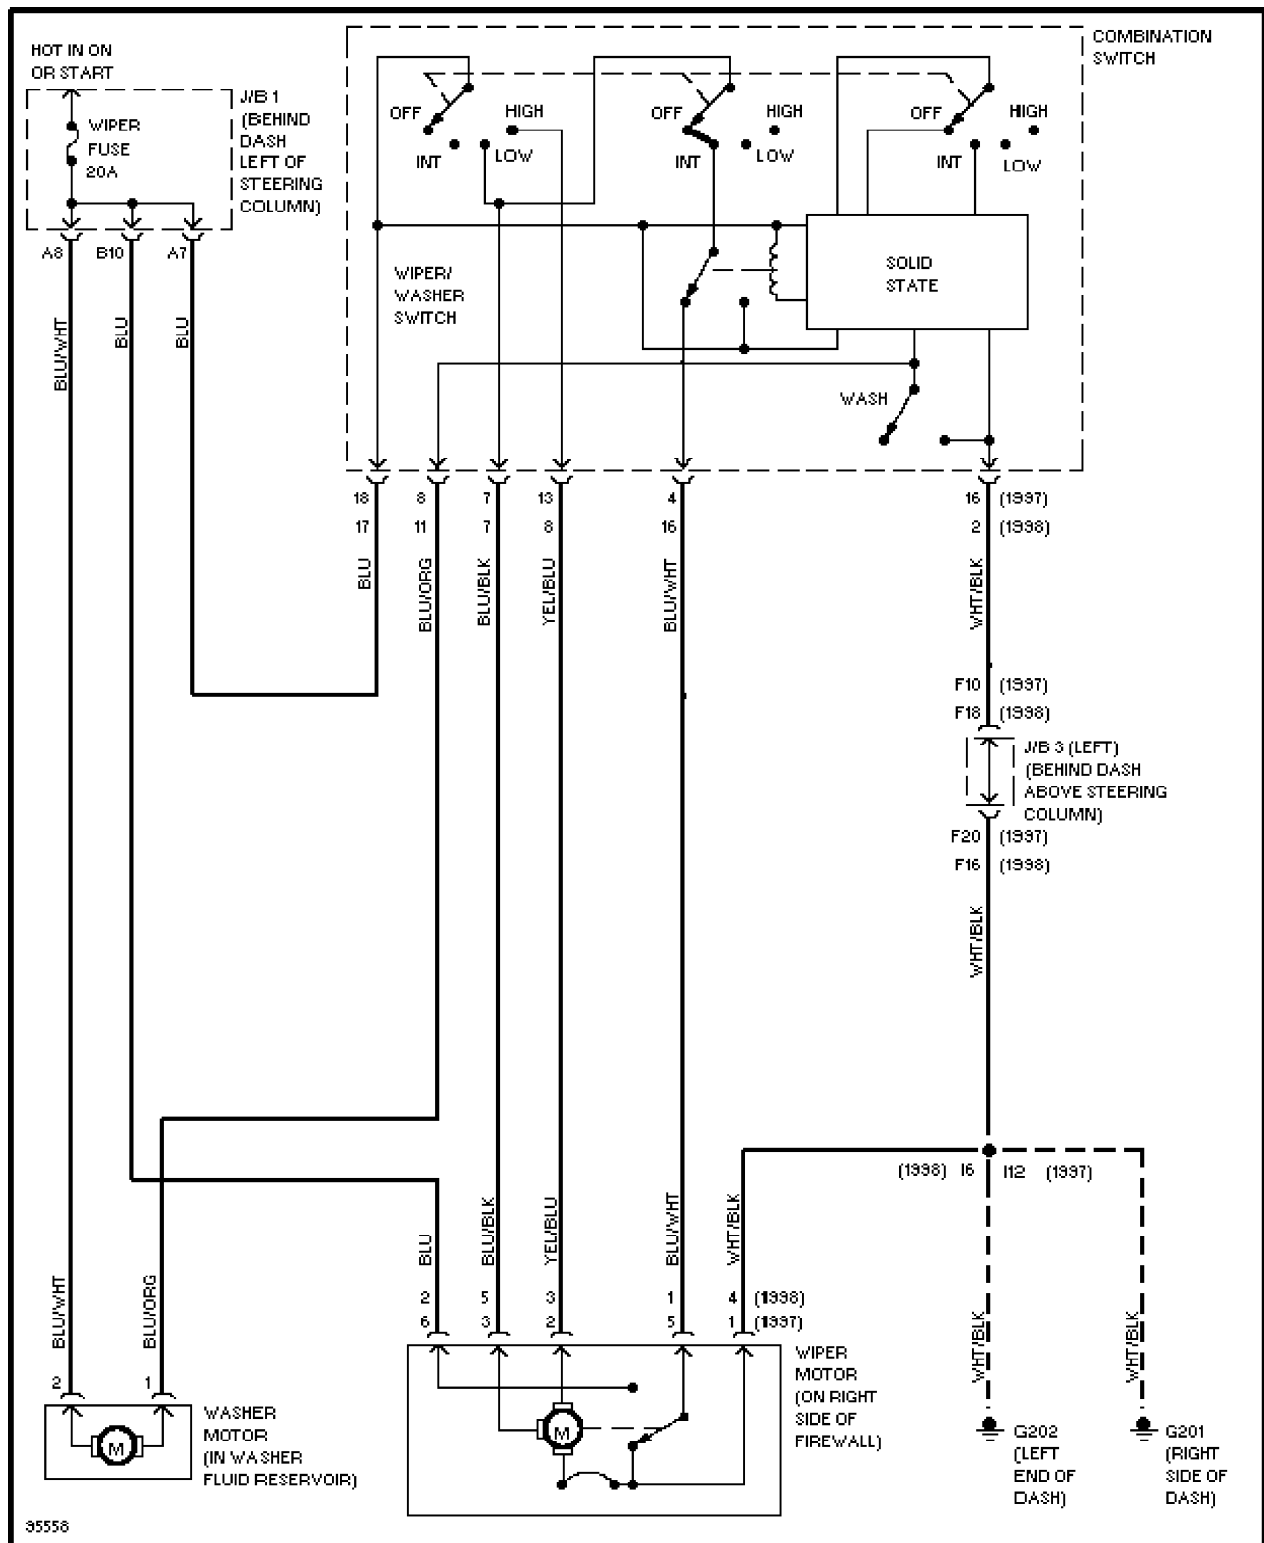 HOT IN ON
OR START
WIPER
FUSE
20A
J/B 1
(BEHIND
DASH
LEFT OF
STEERING
COLUMN)
A8
B10
A7
BLU/WHT
BLU
BLU
COMBINATION
SWITCH
OFF
HIGH
INT
LOW
OFF
HIGH
INT
LOW
OFF
HIGH
INT
LOW
WIPER/
WASHER
SWITCH
SOLID
STATE
WASH
18 8 7 13 4 16 (1997)
17 11 7 8 16 2 (1998)
BLU
BLU/ORG
BLU/BLK
YEL/BLU
BLU/WHT
WHT/BLK
F10 (1997)
F18 (1998)
J/B 3 (LEFT)
(BEHIND DASH
ABOVE STEERING
COLUMN)
F20 (1997)
F16 (1998)
WHT/BLK
(1998) I6 I12 (1997)
BLU/WHT
BLU/ORG
BLU
BLU/BLK
YEL/BLU
BLU/WHT
WHT/BLK
WHT/BLK
WHT/BLK
2 5 3 1 4 (1998)
6 3 2 5 1 (1997)
2 1
M
WASHER
MOTOR
(IN WASHER
FLUID RESERVOIR)
M
WIPER
MOTOR
(ON RIGHT
SIDE OF
FIREWALL)
G202
(LEFT
END OF
DASH)
G201
(RIGHT
SIDE OF
DASH)
95558